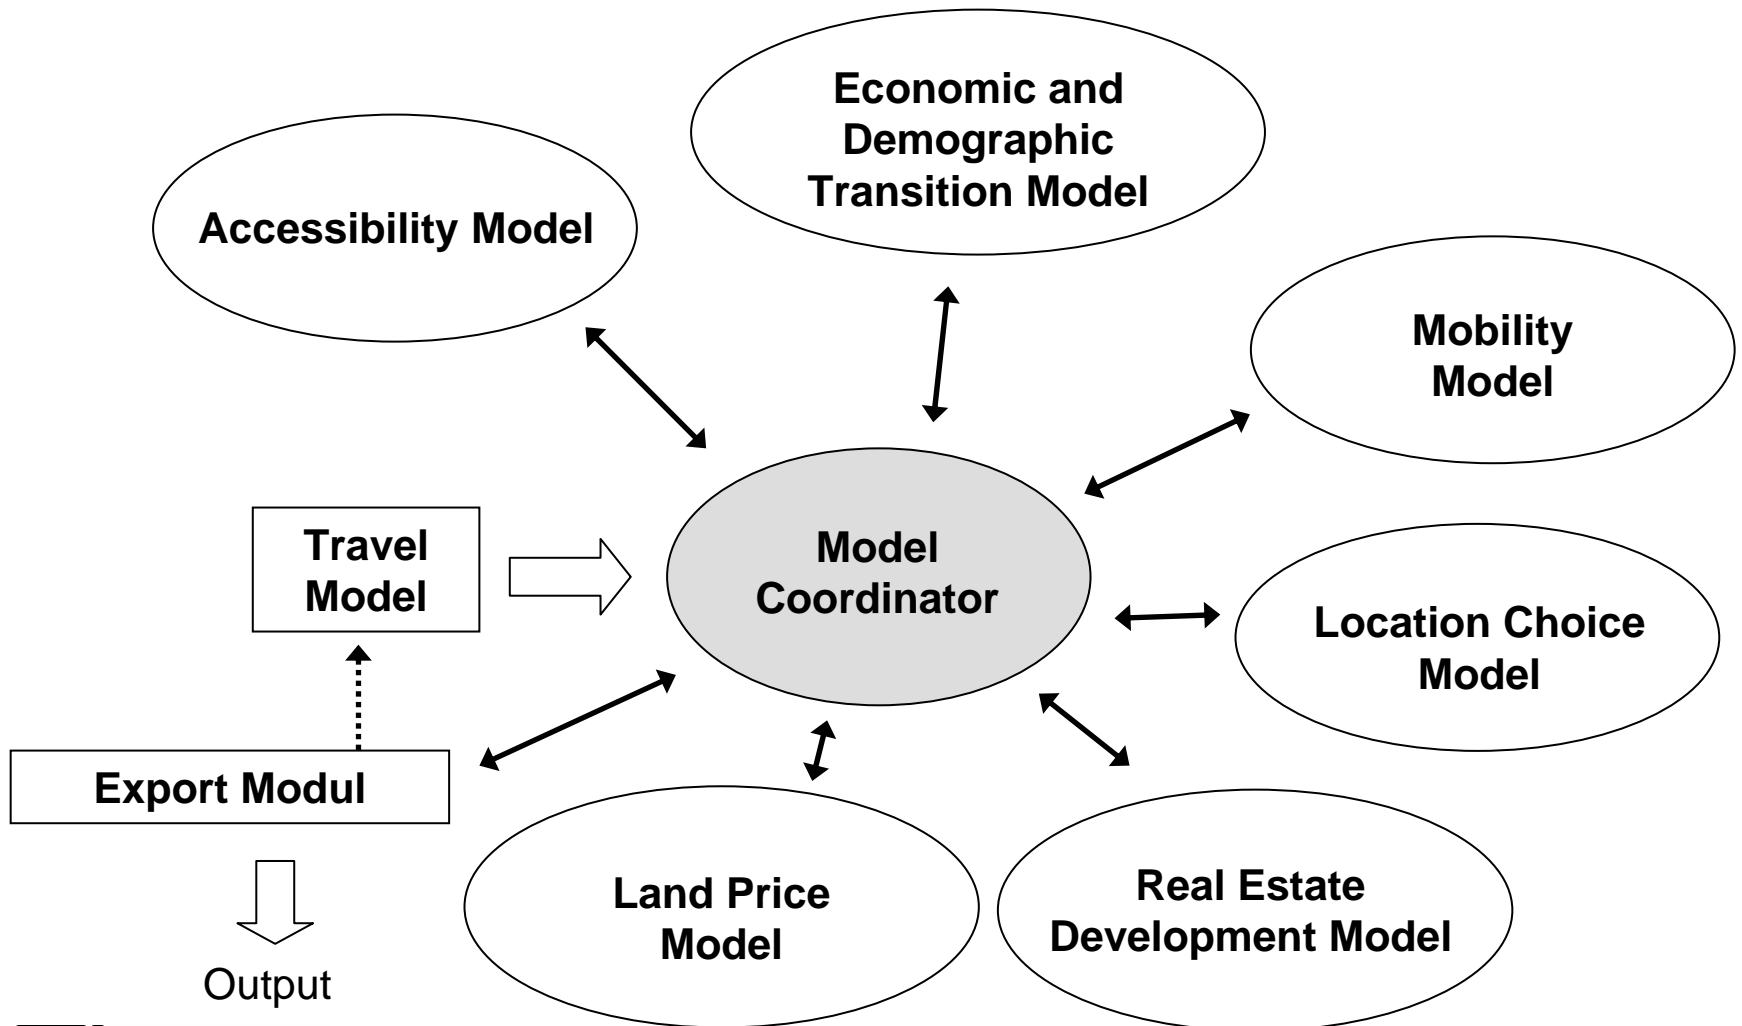 Economic and
Demographic
Transition Model
Accessibility Model
Mobility
Model
Travel
Model
Model
Coordinator
Location Choice
Model
Export Modul
Land Price
Model
Real Estate
Development Model
Output